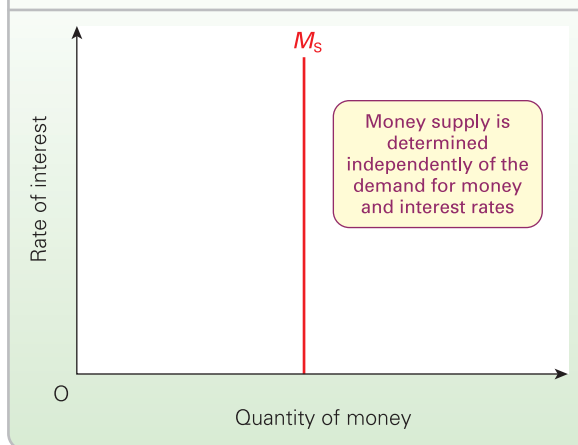 Ms
Money supply is
determined
independently of the
demand for money
and interest rates
Rate of interest
O
Quantity of money